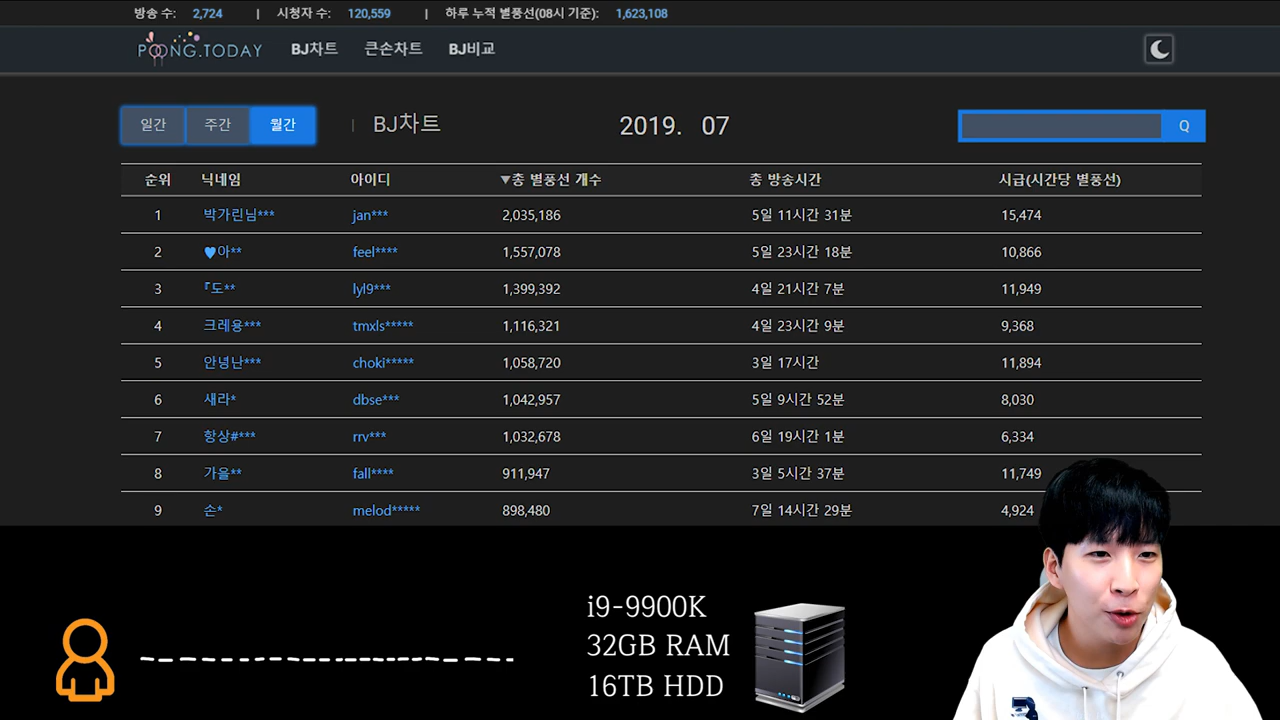 방송 수: 2,724 | 시청자 수: 120,559 | 하루 누적 별풍선(08시 기준): 1,623,108
POONG.TODAY BJ차트 큰손차트 BJ비교
일간 주간 월간 | BJ차트 2019. 07 Q
순위 닉네임 아이디 ▼총 별풍선 개수 총 방송시간 시급(시간당 별풍선)
1 박가린님*** jan*** 2,035,186 5일 11시간 31분 15,474
2 ♥아** feel**** 1,557,078 5일 23시간 18분 10,866
3 『도** lyl9*** 1,399,392 4일 21시간 7분 11,949
4 크레용*** tmxls***** 1,116,321 4일 23시간 9분 9,368
5 안녕난*** choki***** 1,058,720 3일 17시간 11,894
6 새라* dbse*** 1,042,957 5일 9시간 52분 8,030
7 항상#*** rrv*** 1,032,678 6일 19시간 1분 6,334
8 가을** fall**** 911,947 3일 5시간 37분 11,749
9 손* melod***** 898,480 7일 14시간 29분 4,924
i9-9900K
32GB RAM
16TB HDD